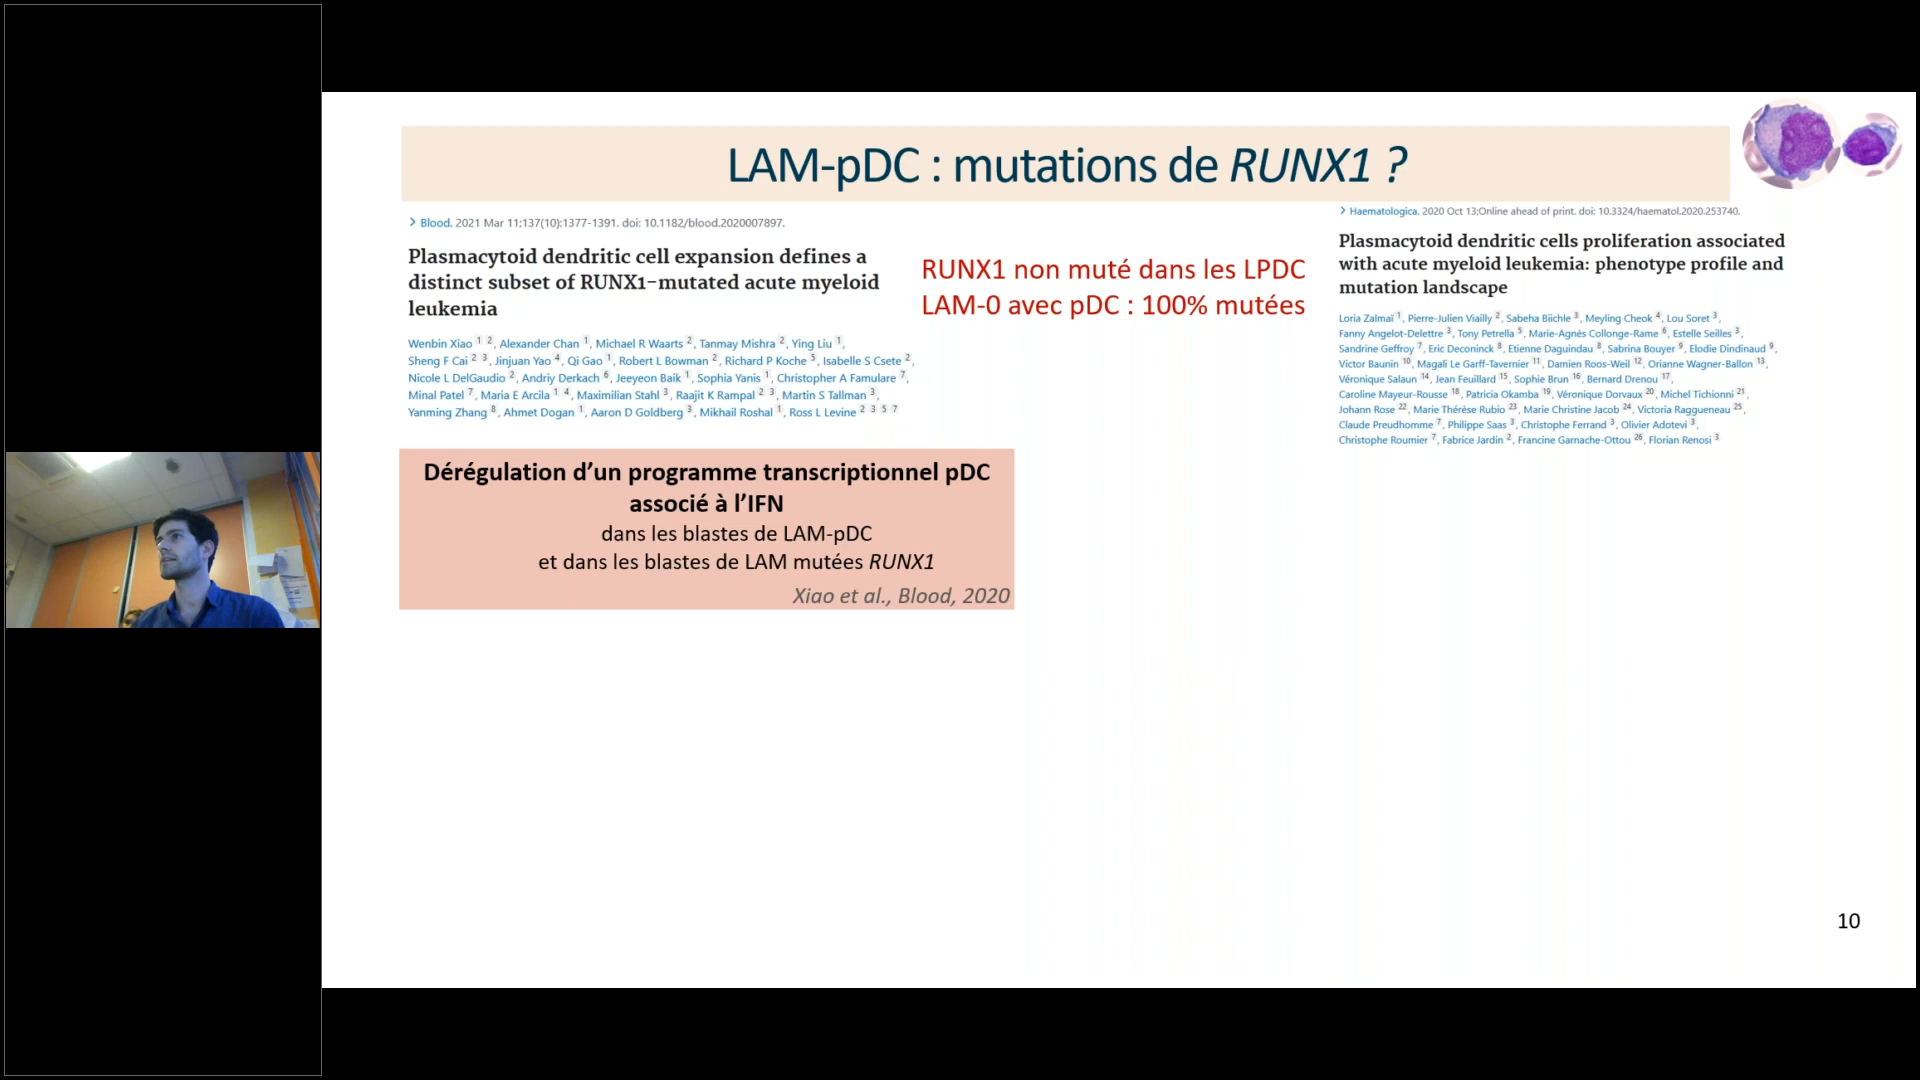 LAM-pDC : mutations de RUNX1 ?
> Blood. 2021 Mar 11;137(10):1377-1391. doi: 10.1182/blood.2020007897.
Plasmacytoid dendritic cell expansion defines a
distinct subset of RUNX1-mutated acute myeloid
leukemia
Wenbin Xiao 1 2, Alexander Chan 1, Michael R Waarts 2, Tanmay Mishra 2, Ying Liu 1,
Sheng F Cai 2 3, Jinjuan Yao 4, Qi Gao 1, Robert L Bowman 2, Richard P Koche 5, Isabelle S Csete 2,
Nicole L DelGaudio 2, Andriy Derkach 6, Jeeyeon Baik 1, Sophia Yanis 1, Christopher A Famulare 7,
Minal Patel 7, Maria E Arcila 1 4, Maximilian Stahl 3, Raajit K Rampal 2 3, Martin S Tallman 3,
Yanming Zhang 8, Ahmet Dogan 1, Aaron D Goldberg 3, Mikhail Roshal 1, Ross L Levine 2 3 5 7
RUNX1 non muté dans les LPDC
LAM-0 avec pDC : 100% mutées
> Haematologica. 2020 Oct 13;Online ahead of print. doi: 10.3324/haematol.2020.253740.
Plasmacytoid dendritic cells proliferation associated
with acute myeloid leukemia: phenotype profile and
mutation landscape
Loria Zalmaï 1, Pierre-Julien Viailly 2, Sabeha Biichle 3, Meyling Cheok 4, Lou Soret 3,
Fanny Angelot-Delettre 3, Tony Petrella 5, Marie-Agnès Collonge-Rame 6, Estelle Seilles 3,
Sandrine Geffroy 7, Eric Deconinck 8, Etienne Daguindau 8, Sabrina Bouyer 9, Elodie Dindinaud 9,
Victor Baunin 10, Magali Le Garff-Tavernier 11, Damien Roos-Weil 12, Orianne Wagner-Ballon 13,
Véronique Salaun 14, Jean Feuillard 15, Sophie Brun 16, Bernard Drenou 17,
Caroline Mayeur-Rousse 18, Patricia Okamba 19, Véronique Dorvaux 20, Michel Tichionni 21,
Johann Rose 22, Marie Thérèse Rubio 23, Marie Christine Jacob 24, Victoria Raggueneau 25,
Claude Preudhomme 7, Philippe Saas 3, Christophe Ferrand 3, Olivier Adotevi 3,
Christophe Roumier 7, Fabrice Jardin 2, Francine Garnache-Ottou 26, Florian Renosi 3
Dérégulation d’un programme transcriptionnel pDC
associé à l’IFN
dans les blastes de LAM-pDC
et dans les blastes de LAM mutées RUNX1
Xiao et al., Blood, 2020
10